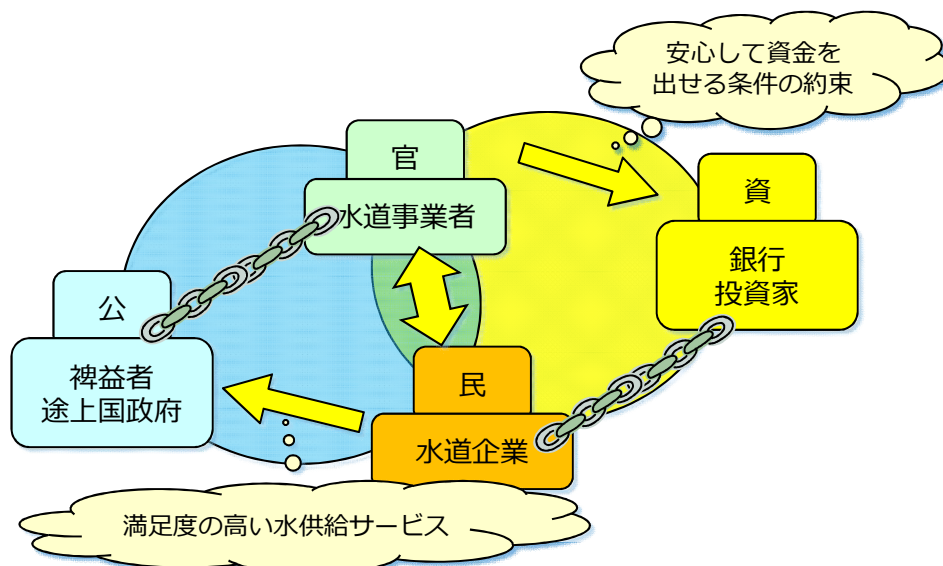 安心して資金を
出せる条件の約束
官
水道事業者
資
銀行
投資家
公
裨益者
途上国政府
民
水道企業
満足度の高い水供給サービス